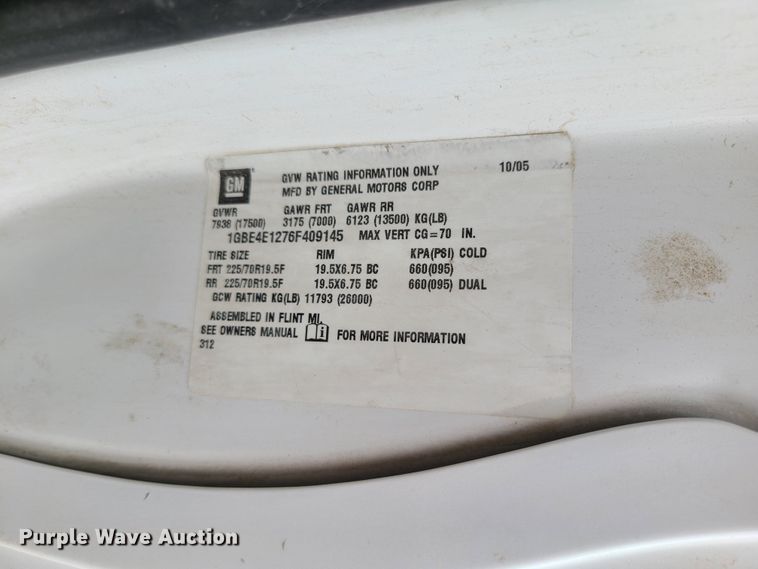 GM
GVW RATING INFORMATION ONLY 10/05
MFD BY GENERAL MOTORS CORP
GVWR GAWR FRT GAWR RR
7938 (17500) 3175 (7000) 6123 (13500) KG(LB)
1GBE4E1276F409145 MAX VERT CG=70 IN.
TIRE SIZE RIM KPA(PSI) COLD
FRT 225/70R19.5F 19.5X6.75 BC 660(095)
RR 225/70R19.5F 19.5X6.75 BC 660(095) DUAL
GCW RATING KG(LB) 11793 (26000)
ASSEMBLED IN FLINT MI.
SEE OWNERS MANUAL i FOR MORE INFORMATION
312
Purple Wave Auction